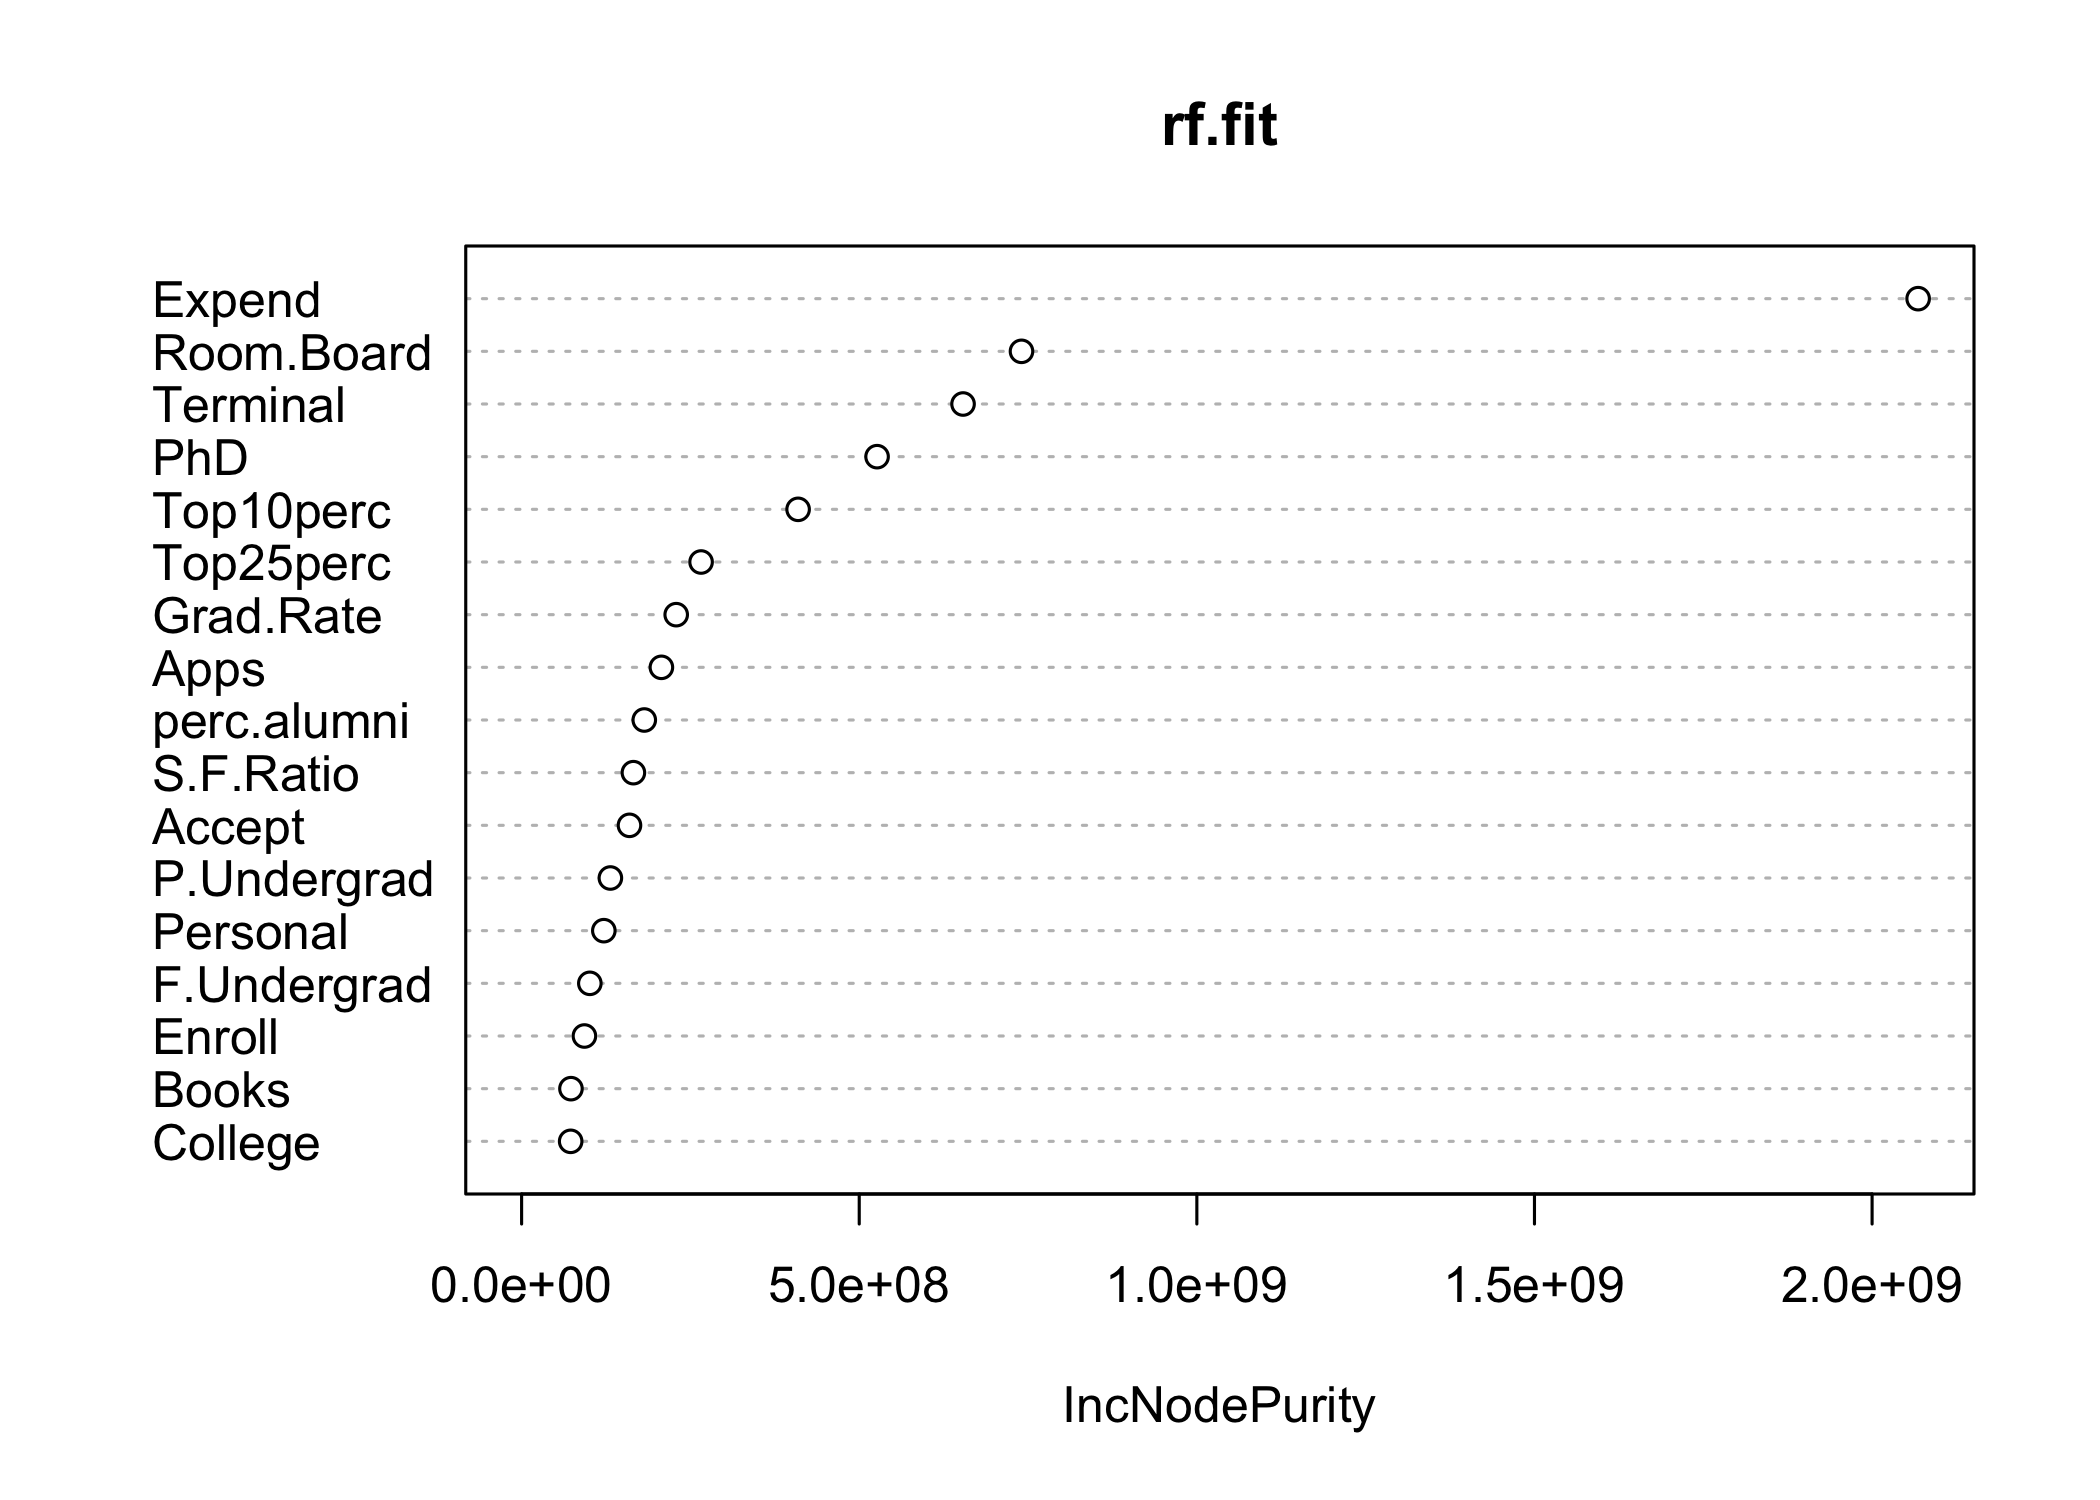 rf.fit
Expend
Room.Board
Terminal
PhD
Top10perc
Top25perc
Grad.Rate
Apps
perc.alumni
S.F.Ratio
Accept
P.Undergrad
Personal
F.Undergrad
Enroll
Books
College
0.0e+00 5.0e+08 1.0e+09 1.5e+09 2.0e+09
IncNodePurity